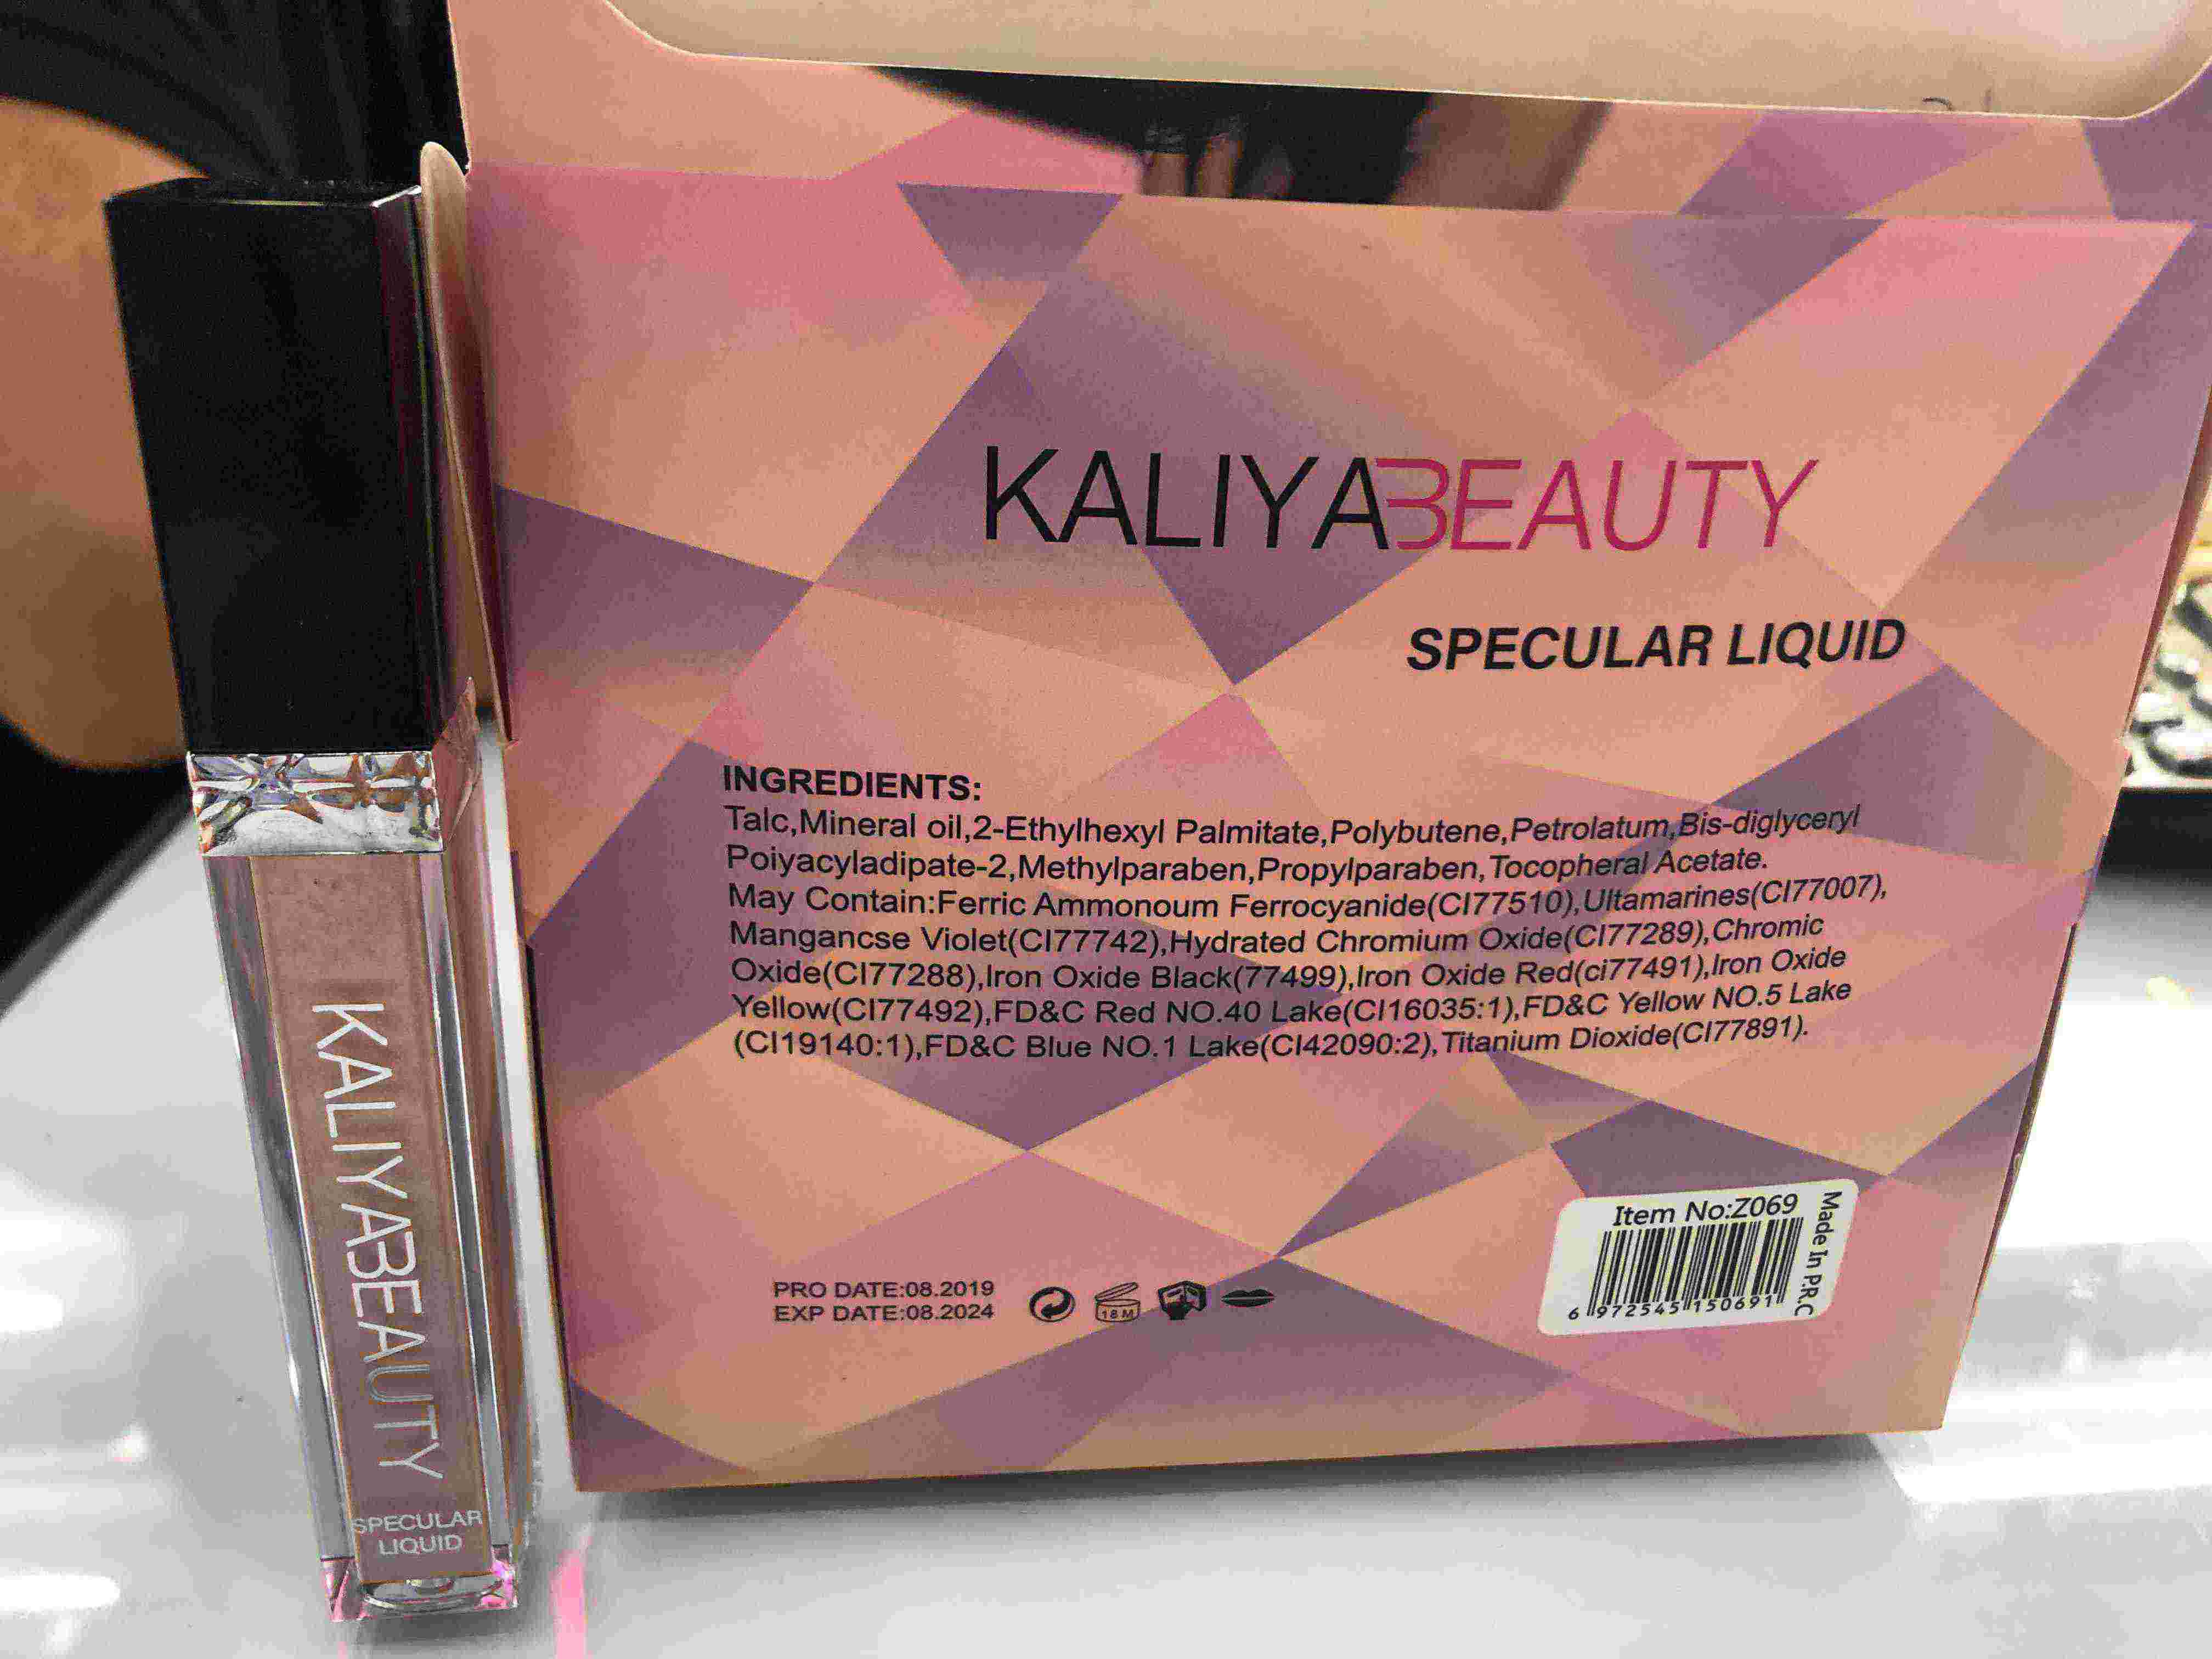 KALIYABEAUTY
SPECULAR LIQUID
INGREDIENTS:
Talc,Mineral oil,2-Ethylhexyl Palmitate,Polybutene,Petrolatum,Bis-diglyceryl
Poiyacyladipate-2,Methylparaben,Propylparaben,Tocopheral Acetate.
May Contain:Ferric Ammonoum Ferrocyanide(CI77510),Ultamarines(CI77007),
Mangancse Violet(CI77742),Hydrated Chromium Oxide(CI77289),Chromic
Oxide(CI77288),Iron Oxide Black(77499),Iron Oxide Red(ci77491),Iron Oxide
Yellow(CI77492),FD&C Red NO.40 Lake(CI16035:1),FD&C Yellow NO.5 Lake
(CI19140:1),FD&C Blue NO.1 Lake(CI42090:2),Titanium Dioxide(CI77891).
PRO DATE:08.2019
EXP DATE:08.2024
18M
Item No:Z069
6 972545 150691
Made In P.R.C
KALIYABEAUTY
SPECULAR
LIQUID